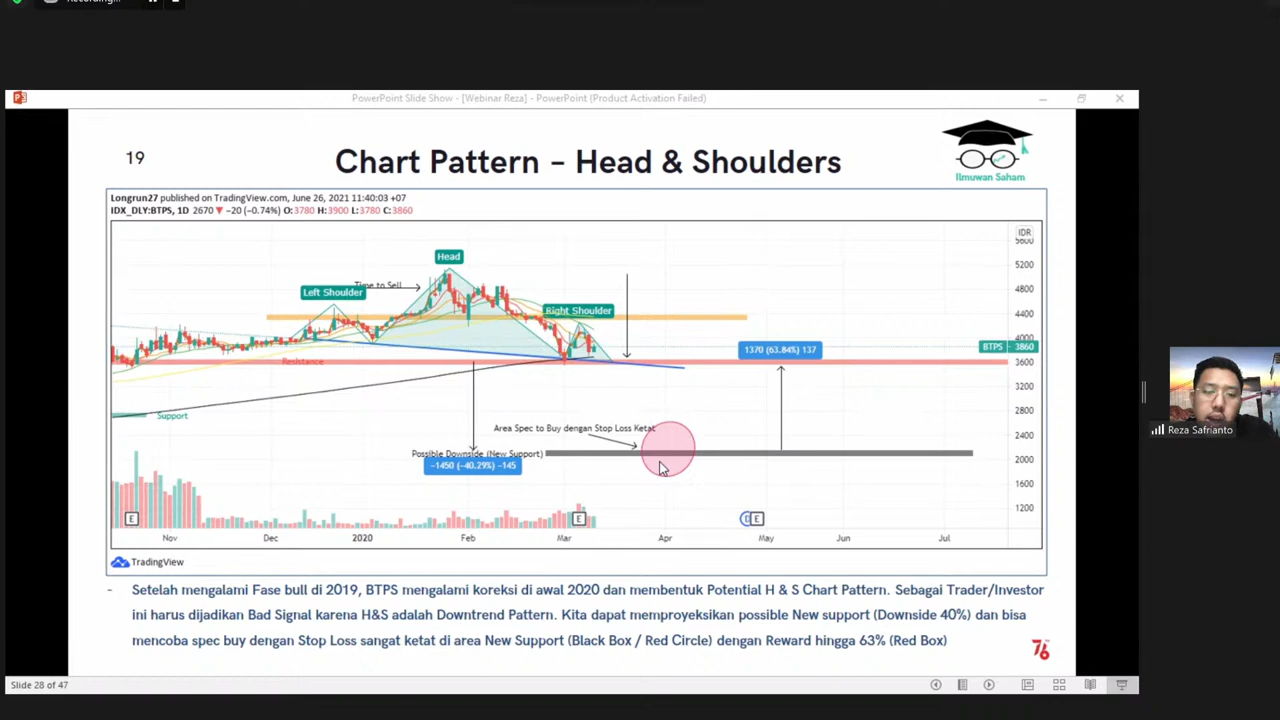 Recording...
PowerPoint Slide Show - [Webinar Reza] - PowerPoint (Product Activation Failed)
19
Chart Pattern – Head & Shoulders
Ilmuwan Saham
Longrun27 published on TradingView.com, June 26, 2021 11:40:03 +07
IDX_DLY:BTPS, 1D 2670 ▼ −20 (−0.74%) O:3780 H:3900 L:3780 C:3860
IDR
5600
Head
5200
Time to Sell
Left Shoulder
4800
Right Shoulder
4400
4000
1370 (63.84%) 137
BTPS 3860
Resistance
3600
3200
Support
2800
Area Spec to Buy dengan Stop Loss Ketat
2400
Possible Downside (New Support)
2000
−1450 (−40.29%) −145
1600
1200
E
E
D E
Nov Dec 2020 Feb Mar Apr May Jun Jul
TradingView
- Setelah mengalami Fase bull di 2019, BTPS mengalami koreksi di awal 2020 dan membentuk Potential H & S Chart Pattern. Sebagai Trader/Investor
ini harus dijadikan Bad Signal karena H&S adalah Downtrend Pattern. Kita dapat memproyeksikan possible New support (Downside 40%) dan bisa
mencoba spec buy dengan Stop Loss sangat ketat di area New Support (Black Box / Red Circle) dengan Reward hingga 63% (Red Box)
76
Slide 28 of 47
Reza Safrianto